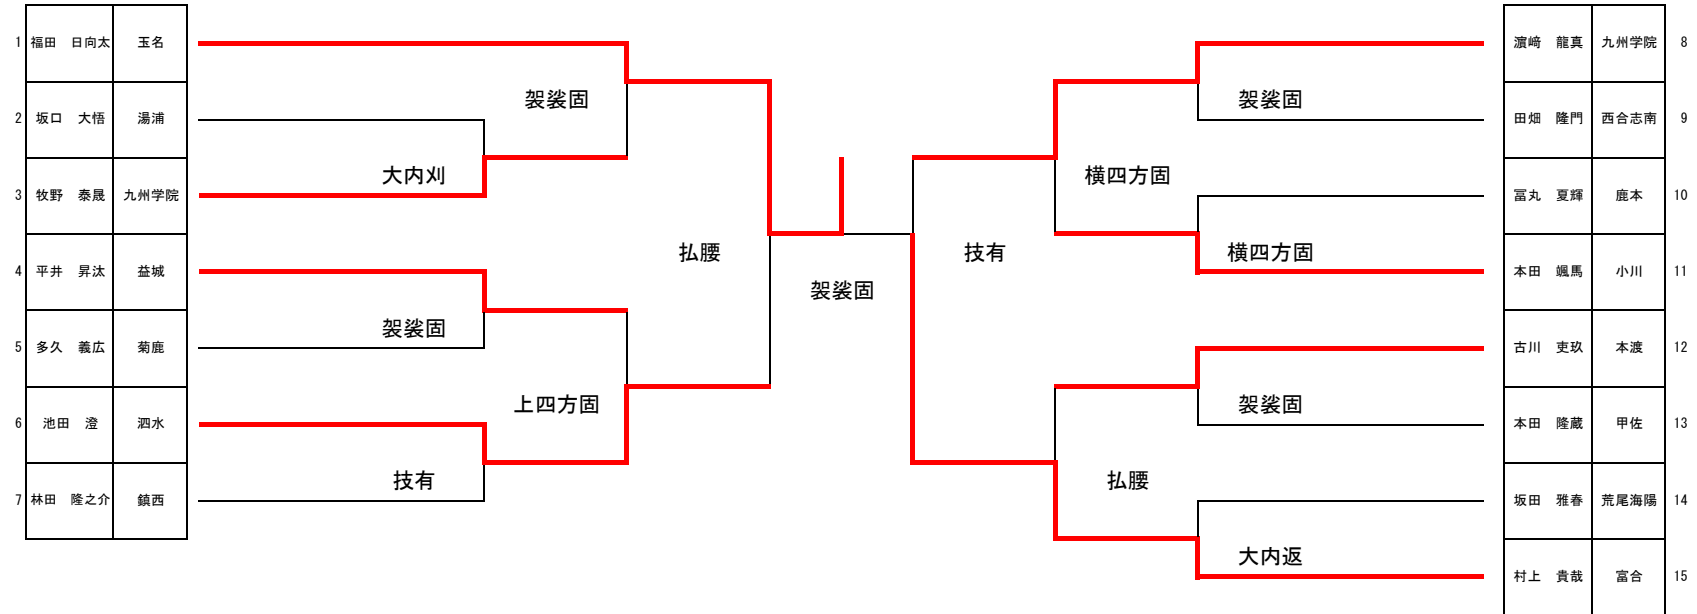 1 福田 日向太 玉名
2 坂口 大悟 湯浦
3 牧野 泰晟 九州学院
4 平井 昇汰 益城
5 多久 義広 菊鹿
6 池田 澄 泗水
7 林田 隆之介 鎮西
袈裟固
大内刈
払腰
袈裟固
上四方固
技有
袈裟固
技有
袈裟固
横四方固
横四方固
袈裟固
払腰
大内返
濵﨑 龍真 九州学院 8
田畑 隆門 西合志南 9
冨丸 夏輝 鹿本 10
本田 颯馬 小川 11
古川 吏玖 本渡 12
本田 隆蔵 甲佐 13
坂田 雅春 荒尾海陽 14
村上 貴哉 富合 15